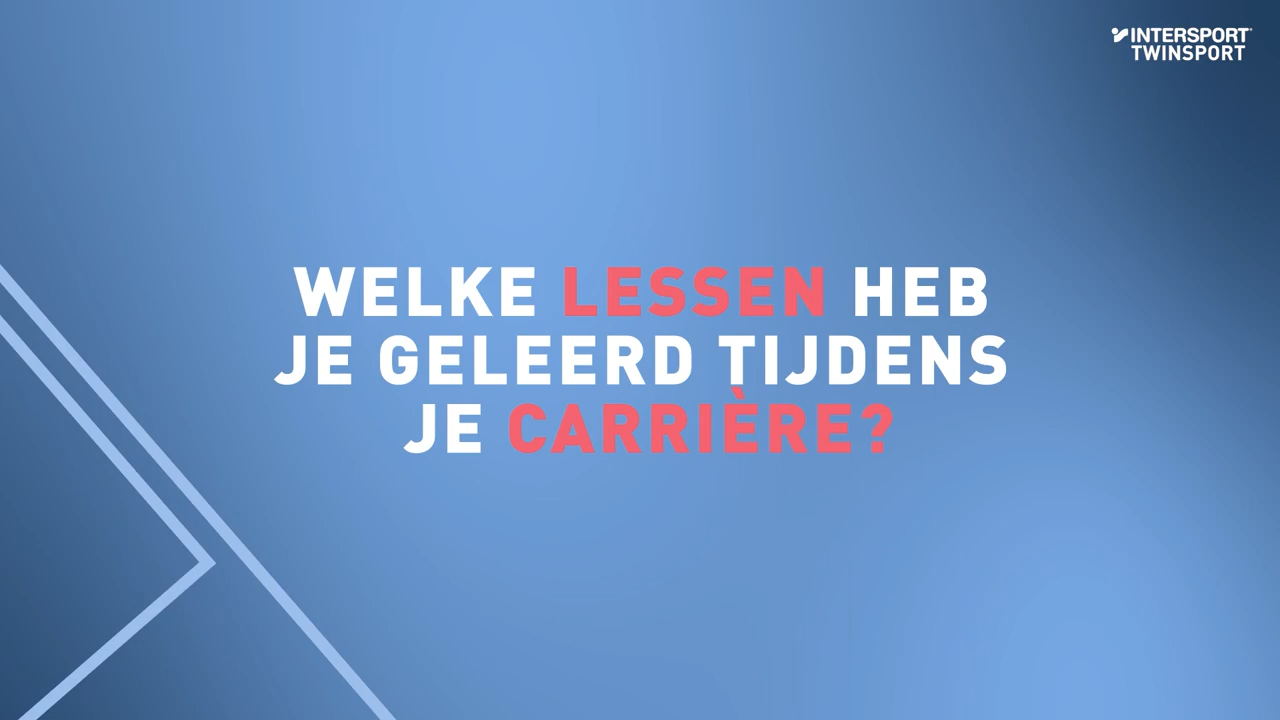 INTERSPORT
TWINSPORT
WELKE LESSEN HEB
JE GELEERD TIJDENS
JE CARRIÈRE?